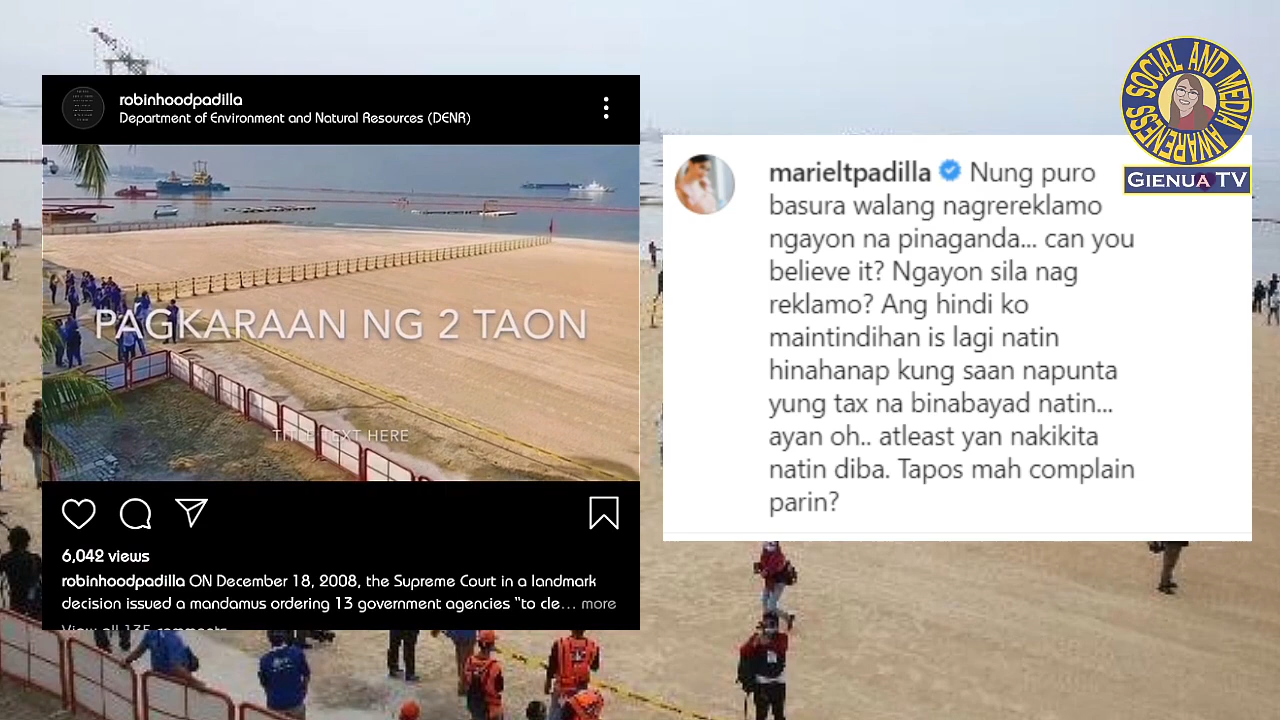 robinhoodpadilla
Department of Environment and Natural Resources (DENR)
PAGKARAAN NG 2 TAON
TITLE TEXT HERE
6,042 views
robinhoodpadilla ON December 18, 2008, the Supreme Court in a landmark
decision issued a mandamus ordering 13 government agencies "to cle... more
View all 135 comments
SOCIAL AND MEDIA AWARENESS
GIENUA TV
marieltpadilla Nung puro
basura walang nagrereklamo
ngayon na pinaganda... can you
believe it? Ngayon sila nag
reklamo? Ang hindi ko
maintindihan is lagi natin
hinahanap kung saan napunta
yung tax na binabayad natin...
ayan oh.. atleast yan nakikita
natin diba. Tapos mah complain
parin?